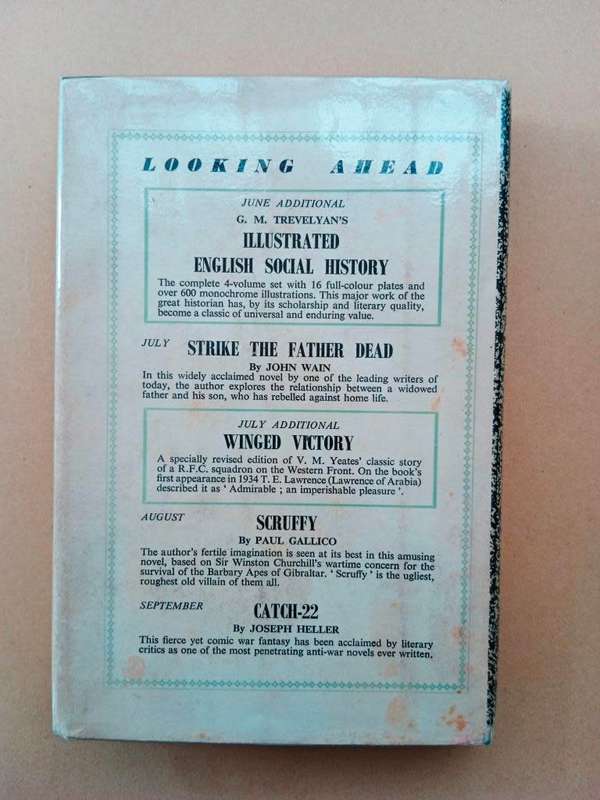 LOOKING AHEAD
JUNE ADDITIONAL
G. M. TREVELYAN'S
ILLUSTRATED
ENGLISH SOCIAL HISTORY
The complete 4-volume set with 16 full-colour plates and
over 600 monochrome illustrations. This major work of the
great historian has, by its scholarship and literary quality,
become a classic of universal and enduring value.
JULY STRIKE THE FATHER DEAD
By JOHN WAIN
In this widely acclaimed novel by one of the leading writers of
today, the author explores the relationship between a widowed
father and his son, who has rebelled against home life.
JULY ADDITIONAL
WINGED VICTORY
A specially revised edition of V. M. Yeates' classic story
of a R.F.C. squadron on the Western Front. On the book's
first appearance in 1934 T. E. Lawrence (Lawrence of Arabia)
described it as ' Admirable ; an imperishable pleasure '.
AUGUST SCRUFFY
By PAUL GALLICO
The author's fertile imagination is seen at its best in this amusing
novel, based on Sir Winston Churchill's wartime concern for the
survival of the Barbary Apes of Gibraltar. ' Scruffy ' is the ugliest,
roughest old villain of them all.
SEPTEMBER CATCH-22
By JOSEPH HELLER
This fierce yet comic war fantasy has been acclaimed by literary
critics as one of the most penetrating anti-war novels ever written.